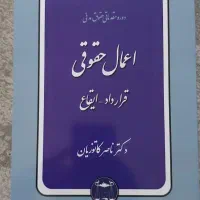 دوره مقدماتی حقوق مدنی
اعمال حقوقی
قرارداد - ایقاع
دکتر ناصر کاتوزیان